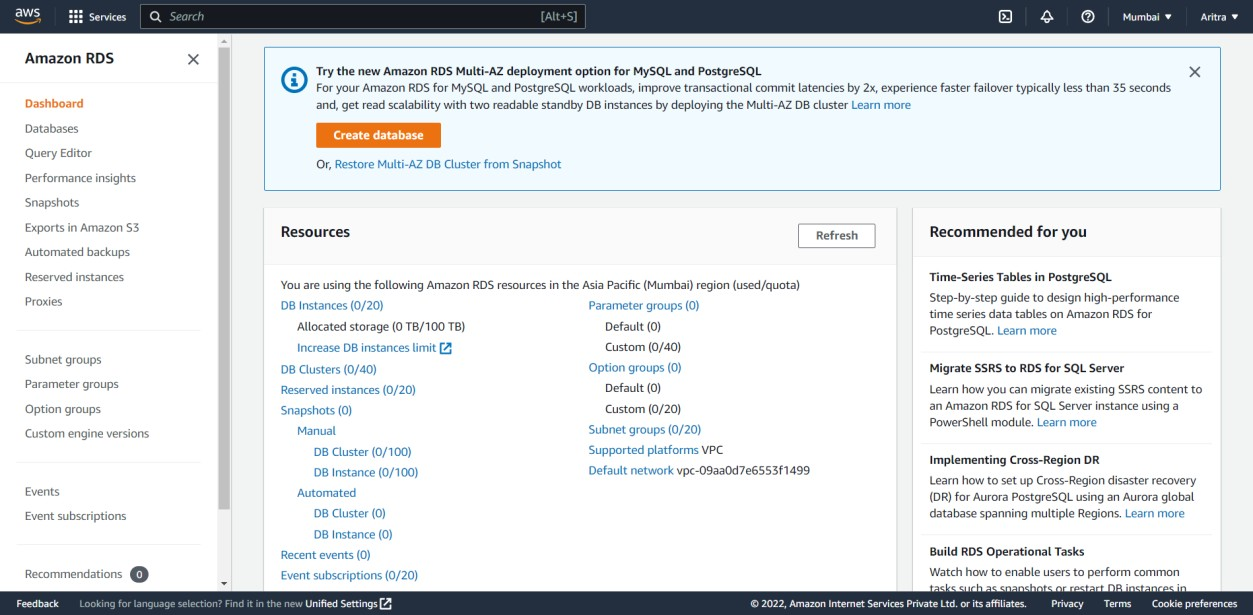 aws
Services
Search [Alt+S]
Mumbai ▼
Aritra ▼
Amazon RDS
Dashboard
Databases
Query Editor
Performance insights
Snapshots
Exports in Amazon S3
Automated backups
Reserved instances
Proxies
Subnet groups
Parameter groups
Option groups
Custom engine versions
Events
Event subscriptions
Recommendations 0
Try the new Amazon RDS Multi-AZ deployment option for MySQL and PostgreSQL
For your Amazon RDS for MySQL and PostgreSQL workloads, improve transactional commit latencies by 2x, experience faster failover typically less than 35 seconds
and, get read scalability with two readable standby DB instances by deploying the Multi-AZ DB cluster Learn more
Create database
Or, Restore Multi-AZ DB Cluster from Snapshot
Resources
Refresh
You are using the following Amazon RDS resources in the Asia Pacific (Mumbai) region (used/quota)
DB Instances (0/20)
Allocated storage (0 TB/100 TB)
Increase DB instances limit
DB Clusters (0/40)
Reserved instances (0/20)
Snapshots (0)
Manual
DB Cluster (0/100)
DB Instance (0/100)
Automated
DB Cluster (0)
DB Instance (0)
Recent events (0)
Event subscriptions (0/20)
Parameter groups (0)
Default (0)
Custom (0/40)
Option groups (0)
Default (0)
Custom (0/20)
Subnet groups (0/20)
Supported platforms VPC
Default network vpc-09aa0d7e6553f1499
Recommended for you
Time-Series Tables in PostgreSQL
Step-by-step guide to design high-performance
time series data tables on Amazon RDS for
PostgreSQL. Learn more
Migrate SSRS to RDS for SQL Server
Learn how you can migrate existing SSRS content to
an Amazon RDS for SQL Server instance using a
PowerShell module. Learn more
Implementing Cross-Region DR
Learn how to set up Cross-Region disaster recovery
(DR) for Aurora PostgreSQL using an Aurora global
database spanning multiple Regions. Learn more
Build RDS Operational Tasks
Watch how to enable users to perform common
tasks such as snapshots or restart DB instances in
Feedback
Looking for language selection? Find it in the new Unified Settings
© 2022, Amazon Internet Services Private Ltd. or its affiliates.
Privacy
Terms
Cookie preferences